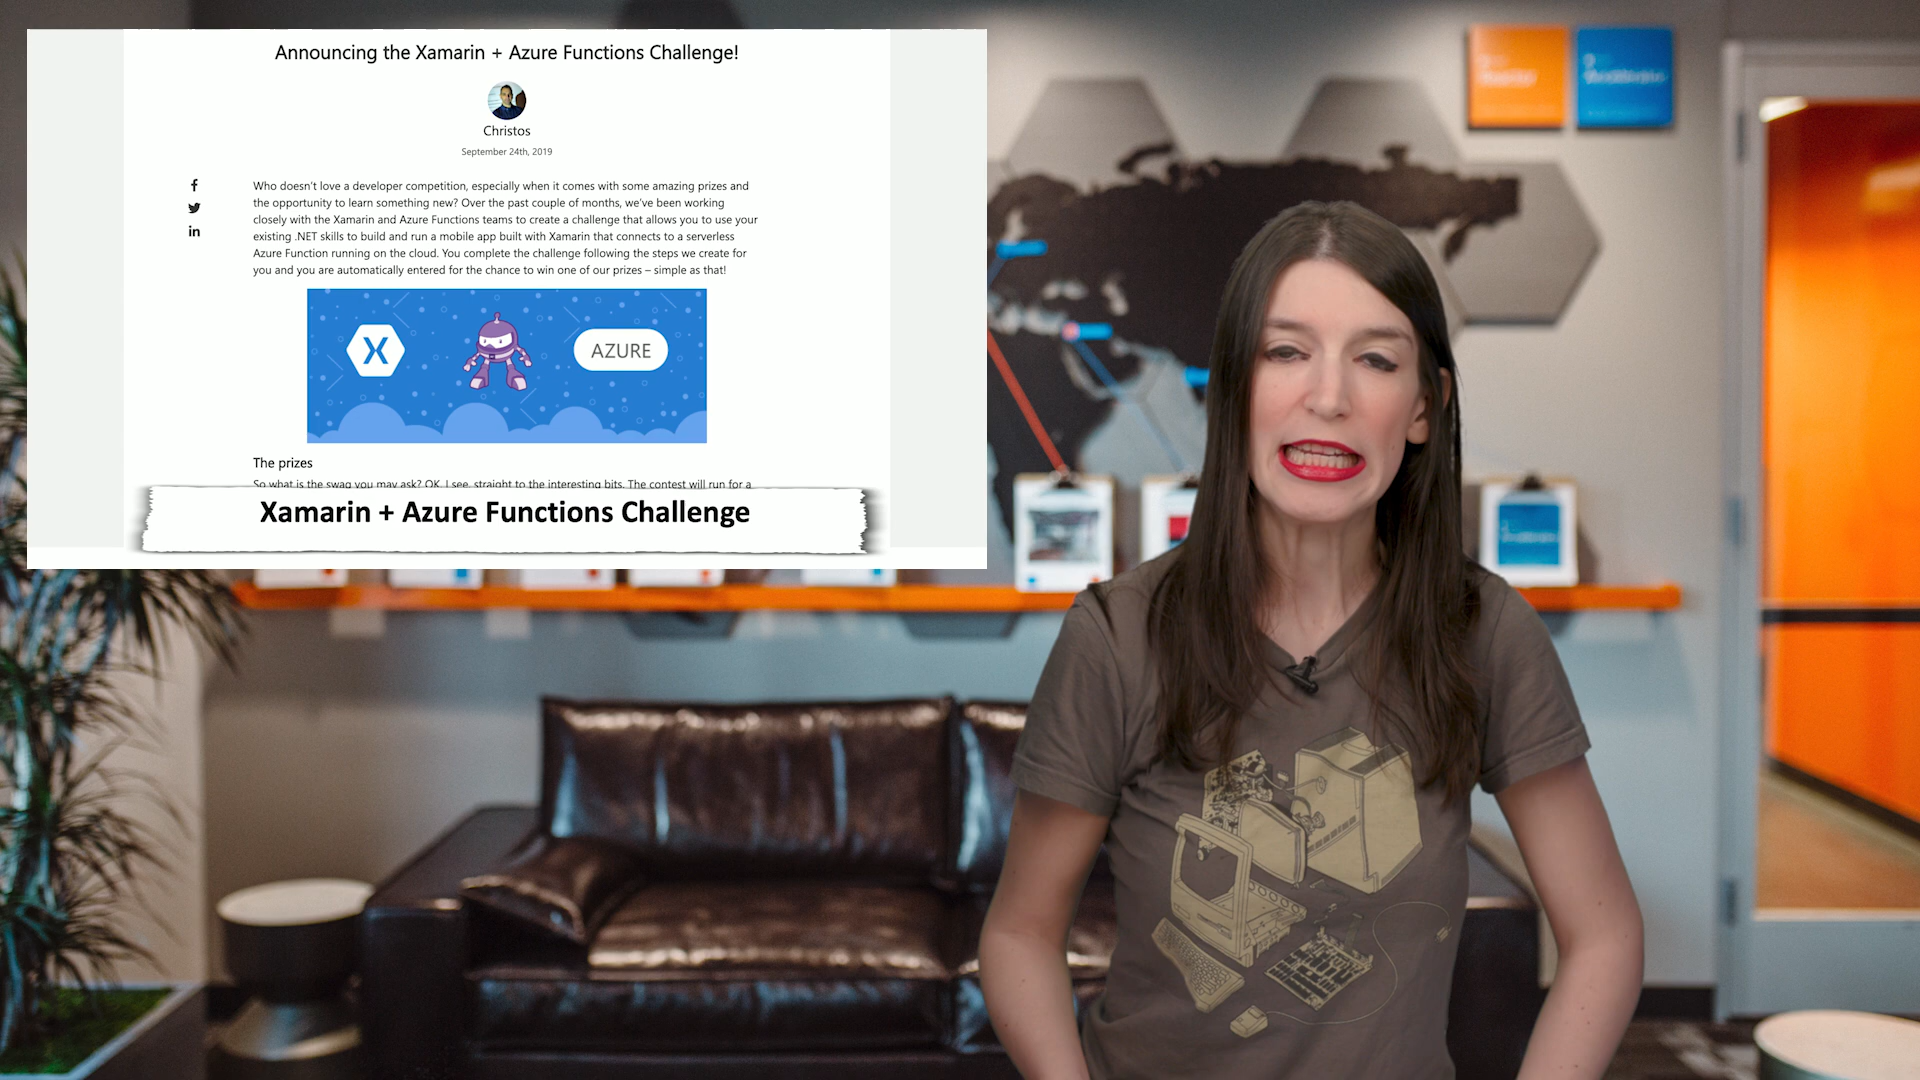 Announcing the Xamarin + Azure Functions Challenge!
Christos
September 24th, 2019
Who doesn't love a developer competition, especially when it comes with some amazing prizes and
the opportunity to learn something new? Over the past couple of months, we've been working
closely with the Xamarin and Azure Functions teams to create a challenge that allows you to use your
existing .NET skills to build and run a mobile app built with Xamarin that connects to a serverless
Azure Function running on the cloud. You complete the challenge following the steps we create for
you and you are automatically entered for the chance to win one of our prizes – simple as that!
X
AZURE
The prizes
So what is the swag you may ask? OK, I see, straight to the interesting bits. The contest will run for a
Xamarin + Azure Functions Challenge